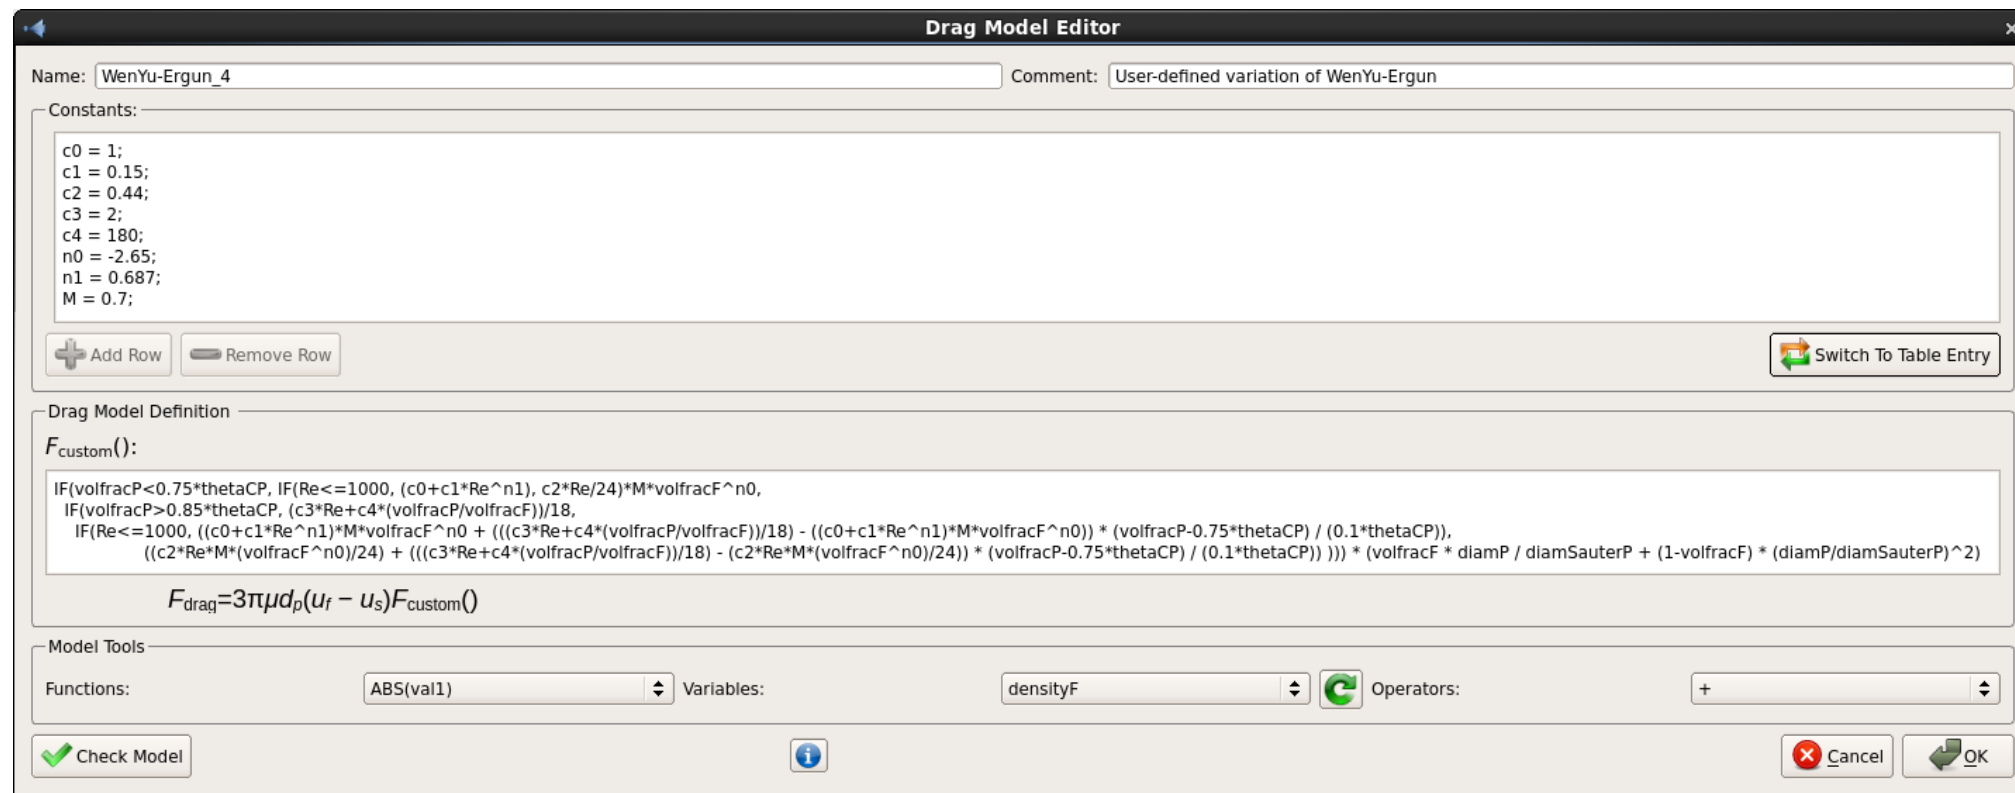 Drag Model Editor
Name: WenYu-Ergun_4 Comment: User-defined variation of WenYu-Ergun
Constants:
c0 = 1;
c1 = 0.15;
c2 = 0.44;
c3 = 2;
c4 = 180;
n0 = -2.65;
n1 = 0.687;
M = 0.7;
Add Row Remove Row Switch To Table Entry
Drag Model Definition
Fcustom():
IF(volfracP<0.75*thetaCP, IF(Re<=1000, (c0+c1*Re^n1), c2*Re/24)*M*volfracF^n0,
IF(volfracP>0.85*thetaCP, (c3*Re+c4*(volfracP/volfracF))/18,
IF(Re<=1000, ((c0+c1*Re^n1)*M*volfracF^n0 + (((c3*Re+c4*(volfracP/volfracF))/18) - ((c0+c1*Re^n1)*M*volfracF^n0)) * (volfracP-0.75*thetaCP) / (0.1*thetaCP)),
((c2*Re*M*(volfracF^n0)/24) + (((c3*Re+c4*(volfracP/volfracF))/18) - (c2*Re*M*(volfracF^n0)/24)) * (volfracP-0.75*thetaCP) / (0.1*thetaCP)) ))) * (volfracF * diamP / diamSauterP + (1-volfracF) * (diamP/diamSauterP)^2)
Fdrag=3πμdp(uf − us)Fcustom()
Model Tools
Functions: ABS(val1) Variables: densityF Operators: +
Check Model Cancel OK